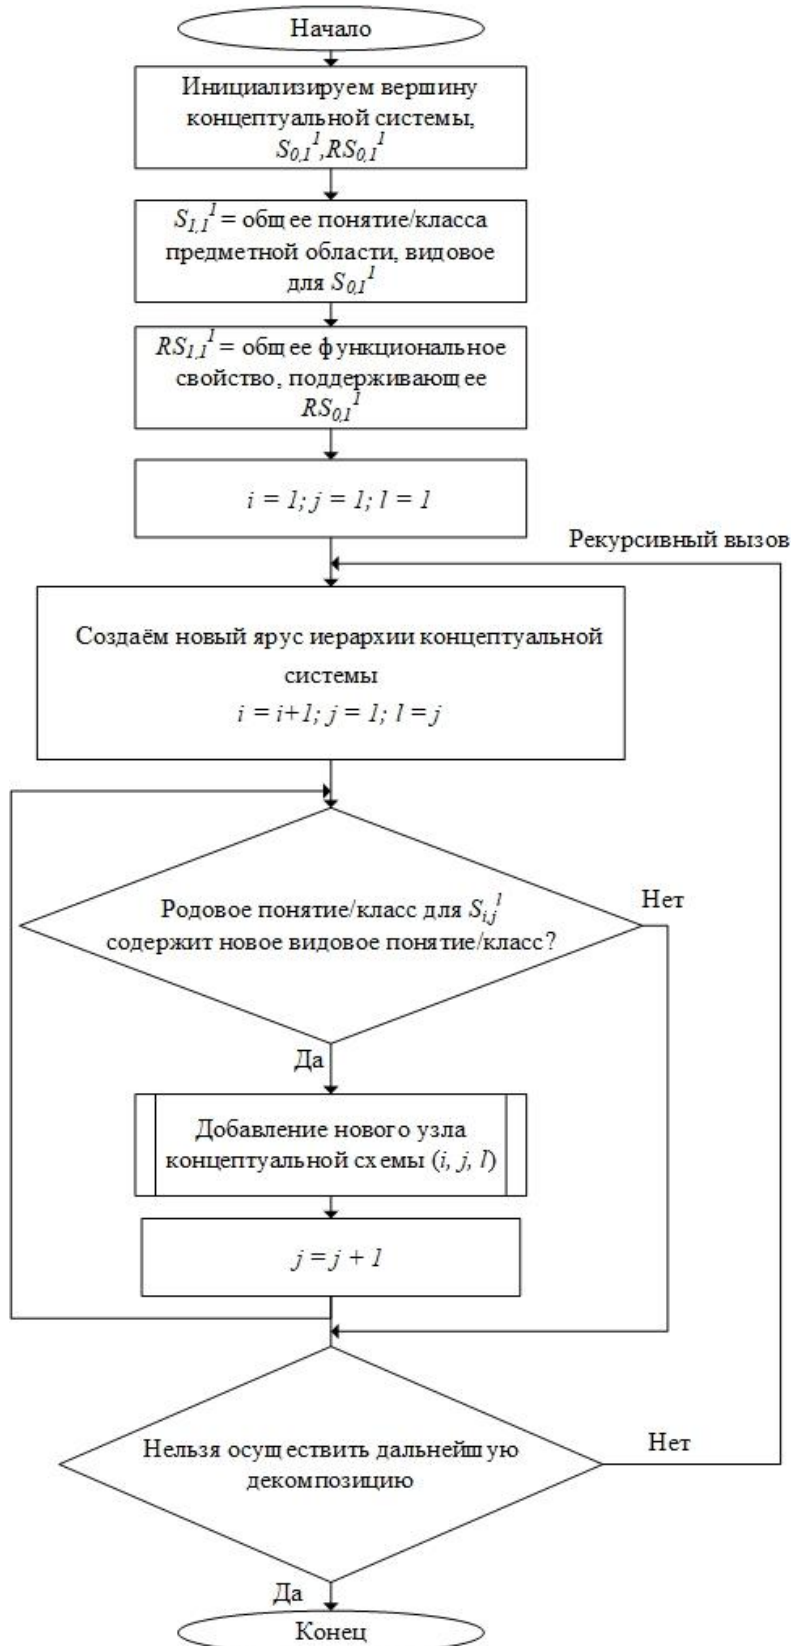 Начало
Инициализируем вершину
концептуальной системы,
S₀,₁¹,RS₀,₁¹
S₁,₁¹ = общее понятие/класса
предметной области, видовое
для S₀,₁¹
RS₁,₁¹ = общее функциональное
свойство, поддерживающее
RS₀,₁¹
i = 1; j = 1; l = 1
Рекурсивный вызов
Создаём новый ярус иерархии концептуальной
системы
i = i+1; j = 1; l = j
Родовое понятие/класс для Sᵢ,ⱼˡ
содержит новое видовое понятие/класс?
Нет
Да
Добавление нового узла
концептуальной схемы (i, j, l)
j = j + 1
Нельзя осуществить дальнейшую
декомпозицию
Нет
Да
Конец